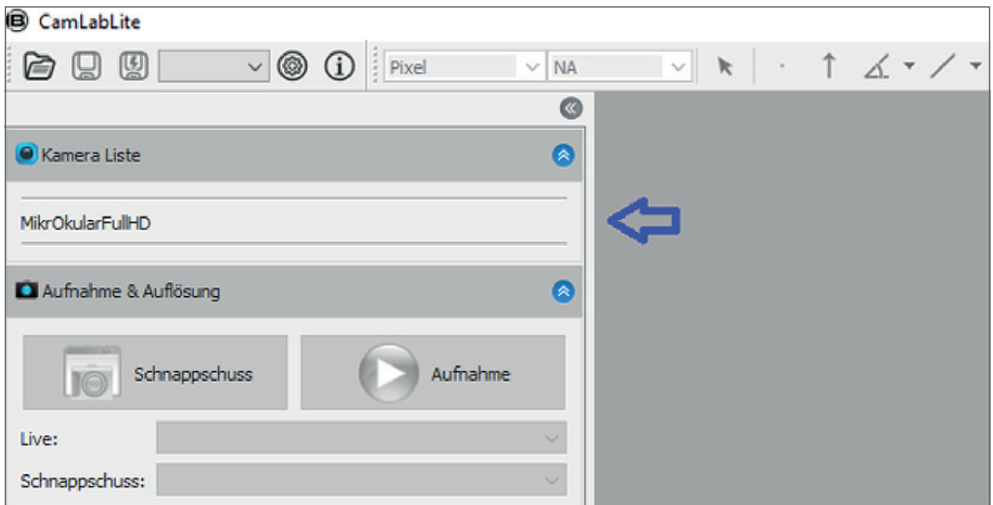 CamLabLite
Pixel NA
Kamera Liste
MikrOkularFullHD
Aufnahme & Auflösung
Schnappschuss Aufnahme
Live:
Schnappschuss: